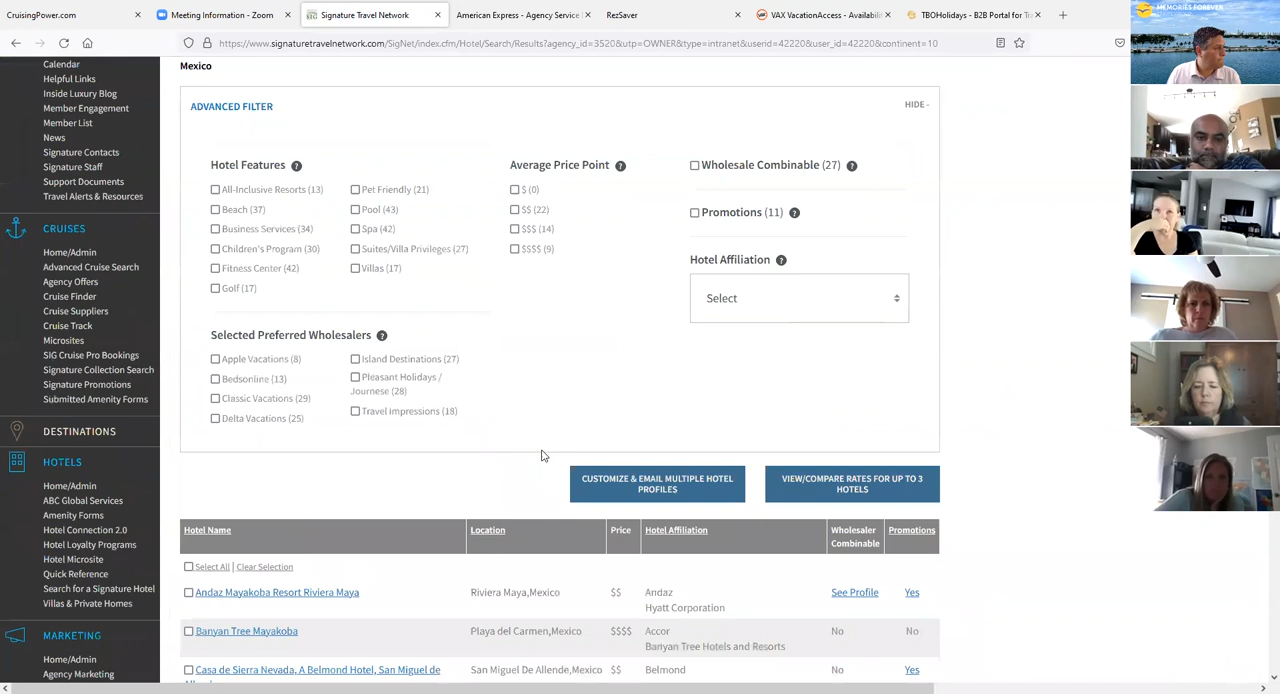 CruisingPower.com
Meeting Information - Zoom
Signature Travel Network
American Express - Agency Service
RezSaver
VAX VacationAccess - Availabili
TBOHolidays - B2B Portal for Tr
https://www.signaturetravelnetwork.com/SigNet/index.cfm/HotelSearch/Results?agency_id=3520&utp=OWNER&type=intranet&userid=42220&user_id=42220&continent=10
MEMORIES FOREVER
Calendar
Helpful Links
Inside Luxury Blog
Member Engagement
Member List
News
Signature Contacts
Signature Staff
Support Documents
Travel Alerts & Resources
CRUISES
Home/Admin
Advanced Cruise Search
Agency Offers
Cruise Finder
Cruise Suppliers
Cruise Track
Microsites
SIG Cruise Pro Bookings
Signature Collection Search
Signature Promotions
Submitted Amenity Forms
DESTINATIONS
HOTELS
Home/Admin
ABC Global Services
Amenity Forms
Hotel Connection 2.0
Hotel Loyalty Programs
Hotel Microsite
Quick Reference
Search for a Signature Hotel
Villas & Private Homes
MARKETING
Home/Admin
Agency Marketing
Mexico
ADVANCED FILTER
HIDE -
Hotel Features ?
All-Inclusive Resorts (13)
Beach (37)
Business Services (34)
Children's Program (30)
Fitness Center (42)
Golf (17)
Pet Friendly (21)
Pool (43)
Spa (42)
Suites/Villa Privileges (27)
Villas (17)
Average Price Point ?
$ (0)
$$ (22)
$$$ (14)
$$$$ (9)
Wholesale Combinable (27) ?
Promotions (11) ?
Hotel Affiliation ?
Select
Selected Preferred Wholesalers ?
Apple Vacations (8)
Bedsonline (13)
Classic Vacations (29)
Delta Vacations (25)
Island Destinations (27)
Pleasant Holidays /
Journese (28)
Travel Impressions (18)
CUSTOMIZE & EMAIL MULTIPLE HOTEL
PROFILES
VIEW/COMPARE RATES FOR UP TO 3
HOTELS
Hotel Name Location Price Hotel Affiliation Wholesaler
Combinable Promotions
Select All | Clear Selection
Andaz Mayakoba Resort Riviera Maya Riviera Maya,Mexico $$ Andaz See Profile Yes
Hyatt Corporation
Banyan Tree Mayakoba Playa del Carmen,Mexico $$$$ Accor No No
Banyan Tree Hotels and Resorts
Casa de Sierra Nevada, A Belmond Hotel, San Miguel de San Miguel De Allende,Mexico $$ Belmond No Yes